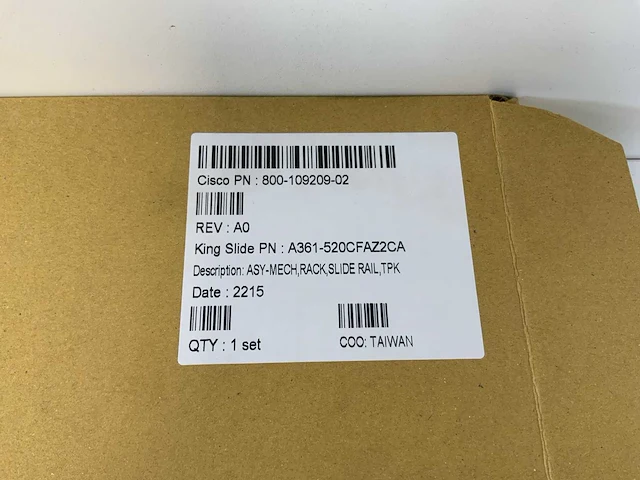 Cisco PN : 800-109209-02
REV : A0
King Slide PN : A361-520CFAZ2CA
Description: ASY-MECH,RACK,SLIDE RAIL,TPK
Date : 2215
QTY : 1 set
COO: TAIWAN